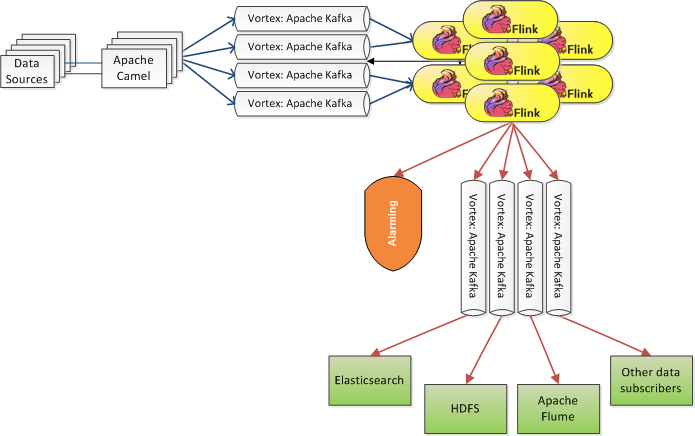 Data
Sources
Apache
Camel
Vortex: Apache Kafka
Vortex: Apache Kafka
Vortex: Apache Kafka
Vortex: Apache Kafka
Flink
Flink
Flink
Flink
Flink
Flink
Flink
Alarming
Vortex: Apache Kafka
Vortex: Apache Kafka
Vortex: Apache Kafka
Vortex: Apache Kafka
Elasticsearch
HDFS
Apache
Flume
Other data
subscribers